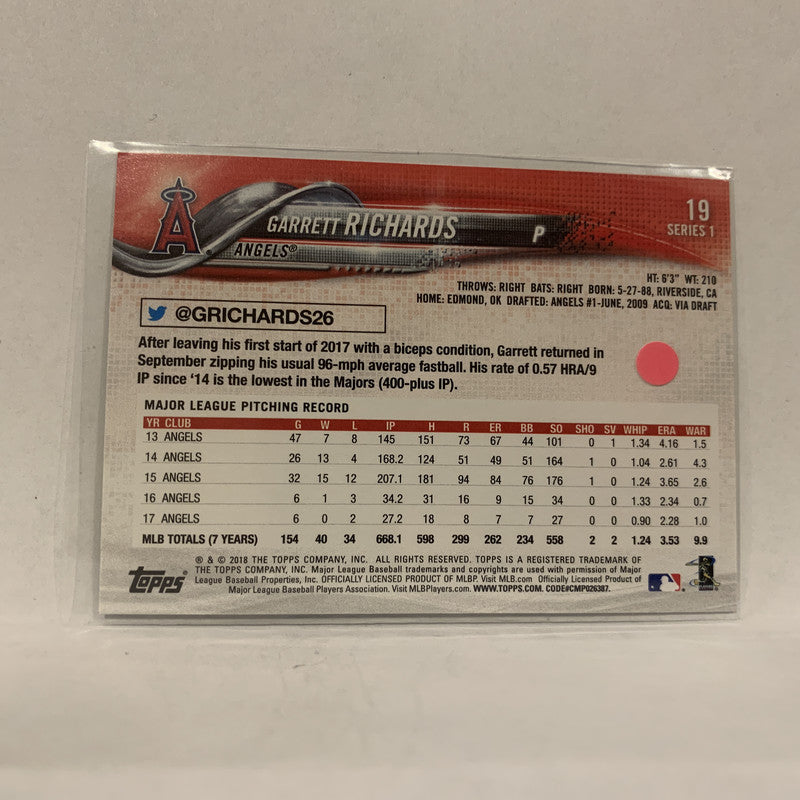 19
SERIES 1
A
GARRETT RICHARDS
P
ANGELS®
HT: 6'3" WT: 210
THROWS: RIGHT BATS: RIGHT BORN: 5-27-88, RIVERSIDE, CA
HOME: EDMOND, OK DRAFTED: ANGELS #1-JUNE, 2009 ACQ: VIA DRAFT
@GRICHARDS26
After leaving his first start of 2017 with a biceps condition, Garrett returned in
September zipping his usual 96-mph average fastball. His rate of 0.57 HRA/9
IP since '14 is the lowest in the Majors (400-plus IP).
MAJOR LEAGUE PITCHING RECORD
YR CLUB G W L IP H R ER BB SO SHO SV WHIP ERA WAR
13 ANGELS 47 7 8 145 151 73 67 44 101 0 1 1.34 4.16 1.5
14 ANGELS 26 13 4 168.2 124 51 49 51 164 1 0 1.04 2.61 4.3
15 ANGELS 32 15 12 207.1 181 94 84 76 176 1 0 1.24 3.65 2.6
16 ANGELS 6 1 3 34.2 31 16 9 15 34 0 0 1.33 2.34 0.7
17 ANGELS 6 0 2 27.2 18 8 7 7 27 0 0 0.90 2.28 1.0
MLB TOTALS (7 YEARS) 154 40 34 668.1 598 299 262 234 558 2 2 1.24 3.53 9.9
® & © 2018 THE TOPPS COMPANY, INC. ALL RIGHTS RESERVED. TOPPS IS A REGISTERED TRADEMARK OF
THE TOPPS COMPANY, INC. Major League Baseball trademarks and copyrights are used with permission of Major
League Baseball Properties, Inc. OFFICIALLY LICENSED PRODUCT OF MLBP. Visit MLB.com Officially Licensed Product of
Major League Baseball Players Association. Visit MLBPlayers.com. WWW.TOPPS.COM. CODE#CMP026387.
topps®